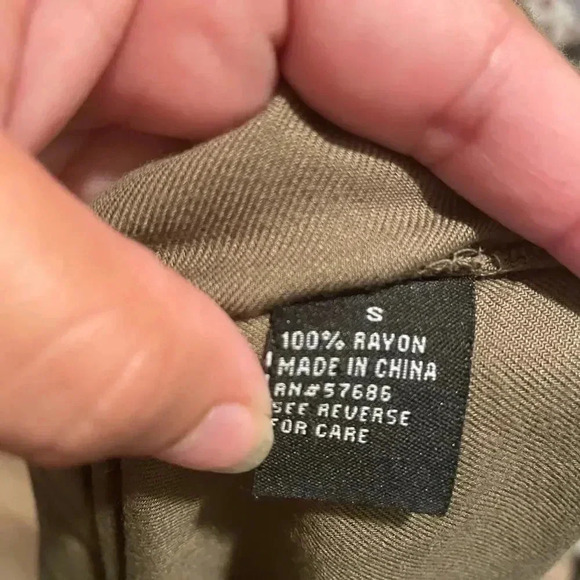 S
100% RAYON
MADE IN CHINA
RN#57686
SEE REVERSE
FOR CARE